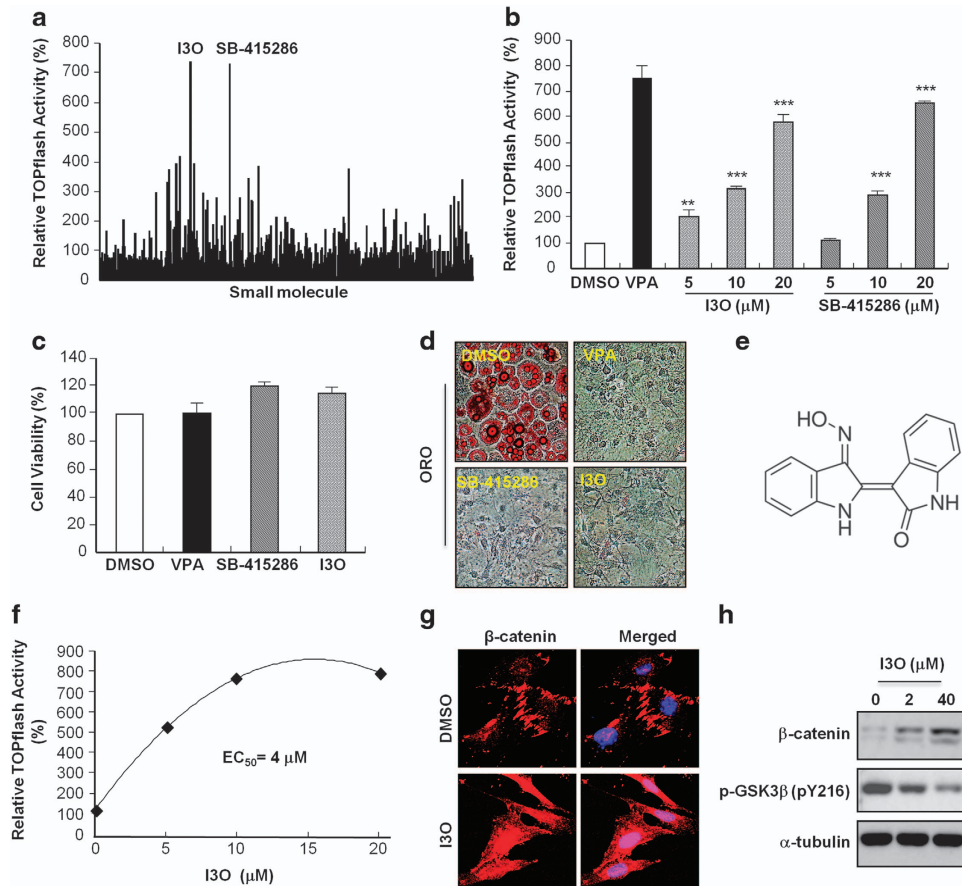 a
Relative TOPflash Activity (%)
800
700
600
500
400
300
200
100
0
I3O
SB-415286
Small molecule
b
Relative TOPflash Activity (%)
900
800
700
600
500
400
300
200
100
0
**
***
***
***
***
DMSO
VPA
5
10
20
5
10
20
I3O (μM)
SB-415286 (μM)
c
Cell Viability (%)
140
120
100
80
60
40
20
0
DMSO
VPA
SB-415286
I3O
d
ORO
DMSO
VPA
SB-415286
I3O
e
HO
N
N
H
NH
O
f
Relative TOPflash Activity
(%)
900
800
700
600
500
400
300
200
100
0
EC50= 4 μM
0
5
10
15
20
I3O (μM)
g
β-catenin
Merged
DMSO
I3O
h
I3O (μM)
0
2
40
β-catenin
p-GSK3β (pY216)
α-tubulin